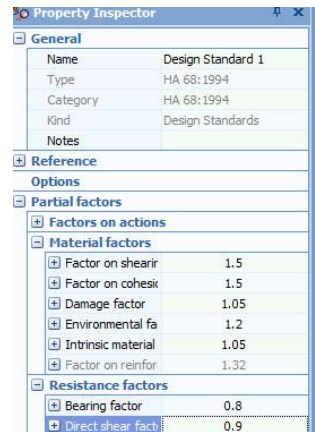 Property Inspector
General
Name Design Standard 1
Type HA 68:1994
Category HA 68:1994
Kind Design Standards
Notes
Reference
Options
Partial factors
Factors on actions
Material factors
Factor on shearin 1.5
Factor on cohesic 1.5
Damage factor 1.05
Environmental fa 1.2
Intrinsic material 1.05
Factor on reinfor 1.32
Resistance factors
Bearing factor 0.8
Direct shear facti 0.9